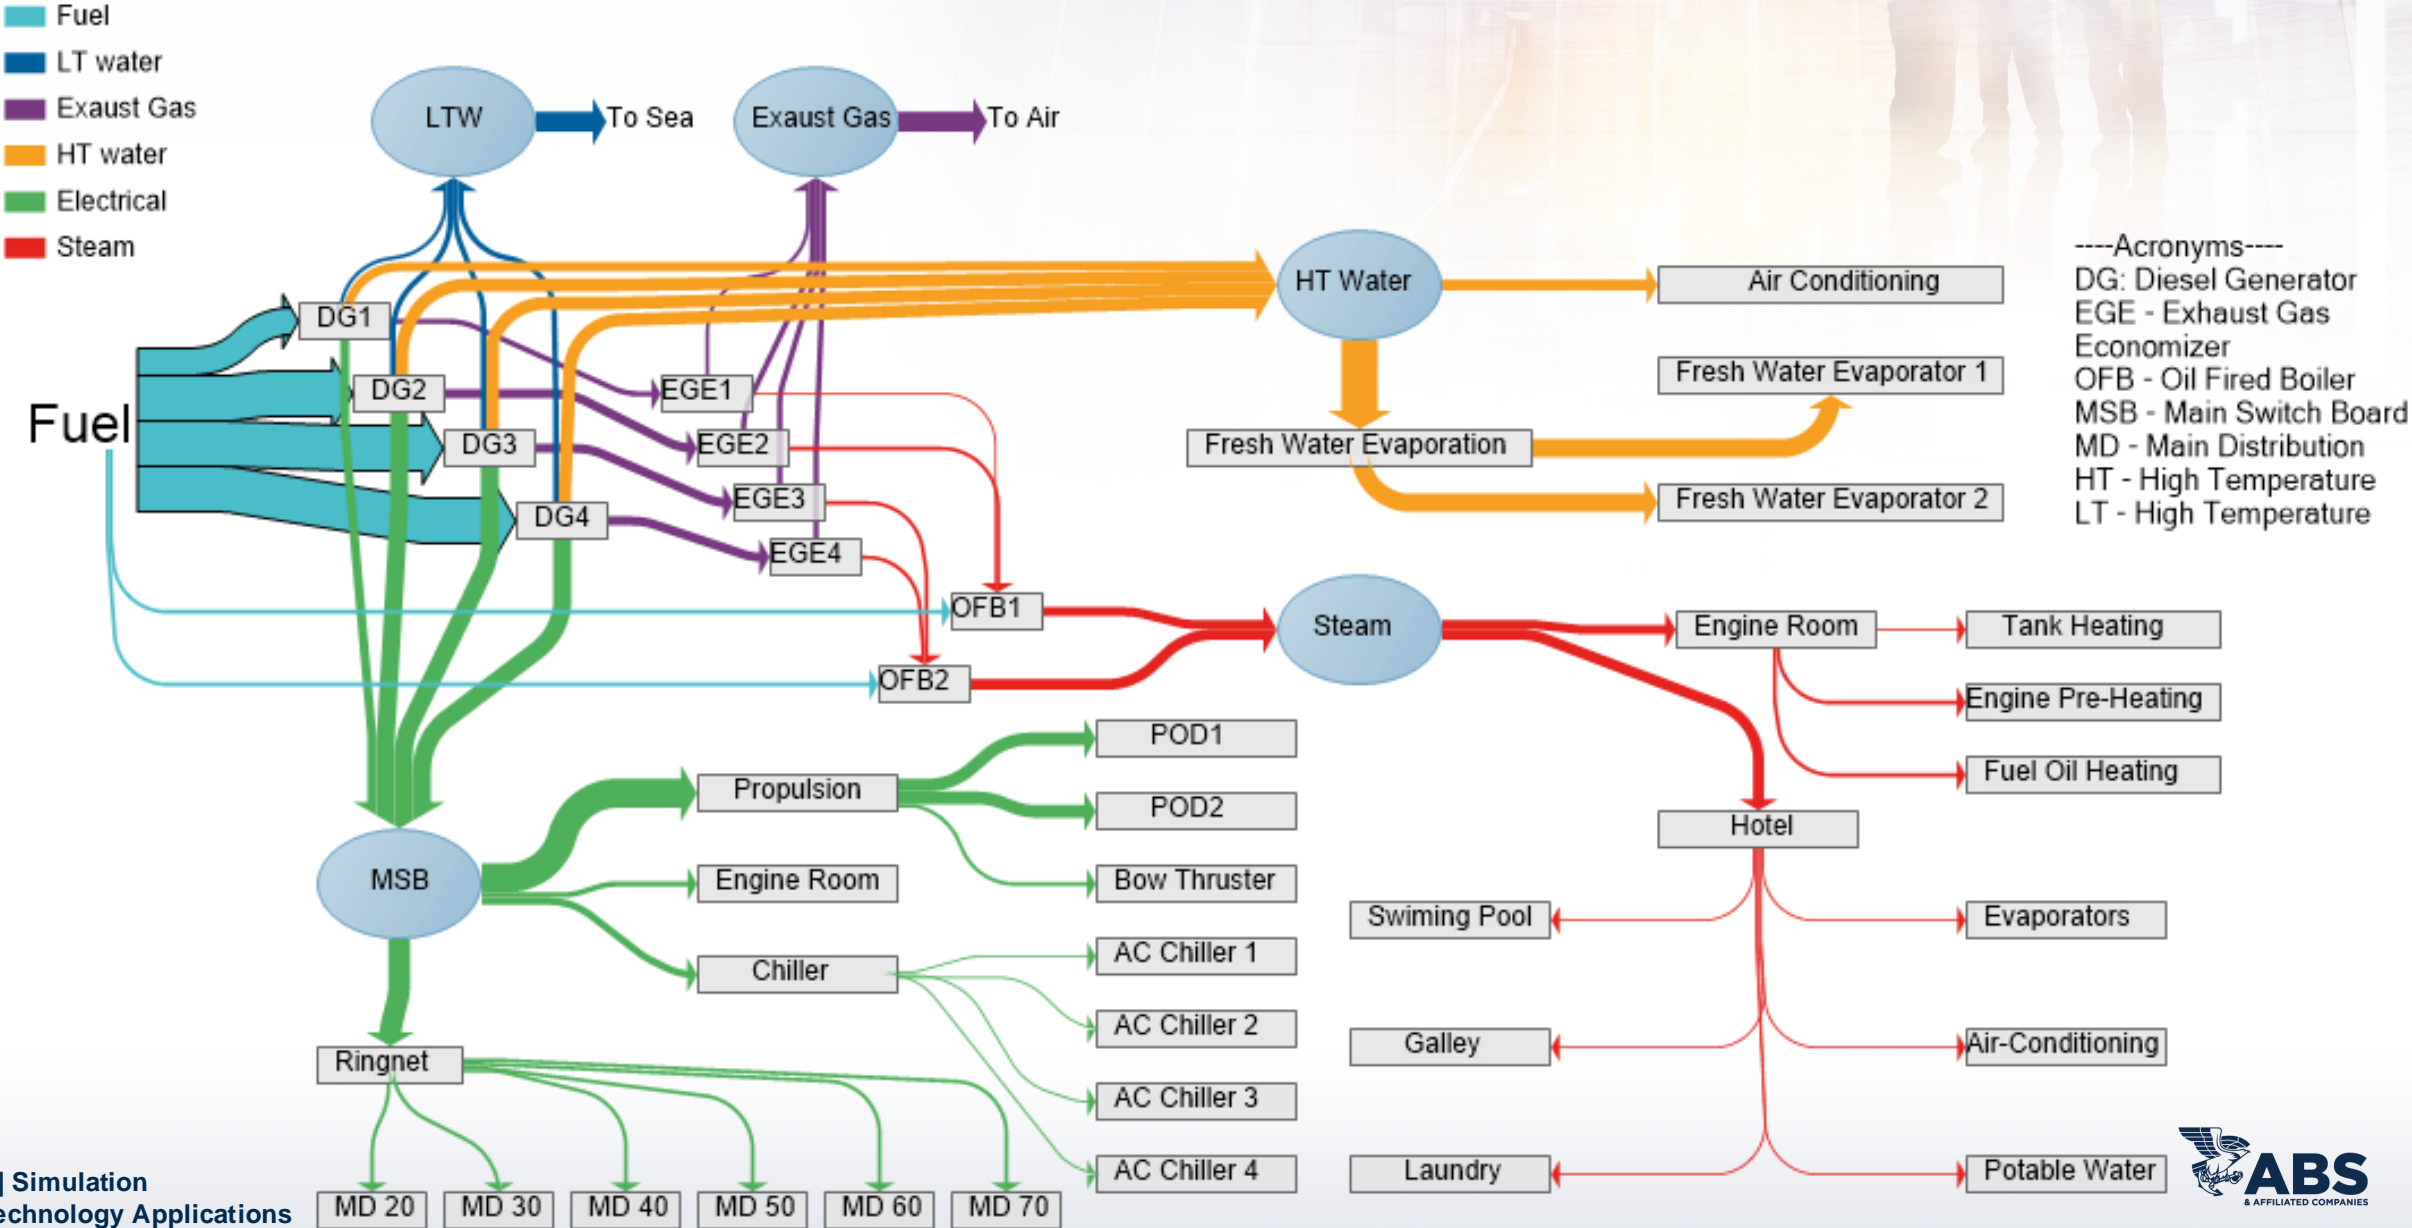 Fuel
LT water
Exaust Gas
HT water
Electrical
Steam
LTW
To Sea
Exaust Gas
To Air
HT Water
Air Conditioning
Fresh Water Evaporator 1
Fresh Water Evaporation
Fresh Water Evaporator 2
----Acronyms----
DG: Diesel Generator
EGE - Exhaust Gas
Economizer
OFB - Oil Fired Boiler
MSB - Main Switch Board
MD - Main Distribution
HT - High Temperature
LT - High Temperature
Fuel
DG1
DG2
DG3
DG4
EGE1
EGE2
EGE3
EGE4
OFB1
OFB2
Steam
Engine Room
Tank Heating
Engine Pre-Heating
Fuel Oil Heating
Hotel
Swiming Pool
Evaporators
Galley
Air-Conditioning
Laundry
Potable Water
MSB
Propulsion
POD1
POD2
Bow Thruster
Engine Room
Chiller
AC Chiller 1
AC Chiller 2
AC Chiller 3
AC Chiller 4
Ringnet
MD 20
MD 30
MD 40
MD 50
MD 60
MD 70
| Simulation
echnology Applications
ABS
& AFFILIATED COMPANIES